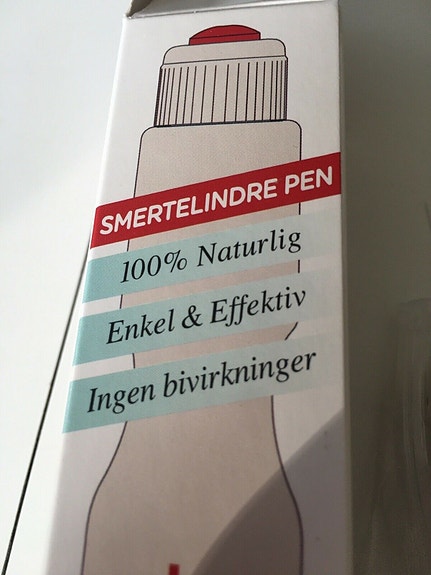 SMERTELINDRE PEN
100% Naturlig
Enkel & Effektiv
Ingen bivirkninger